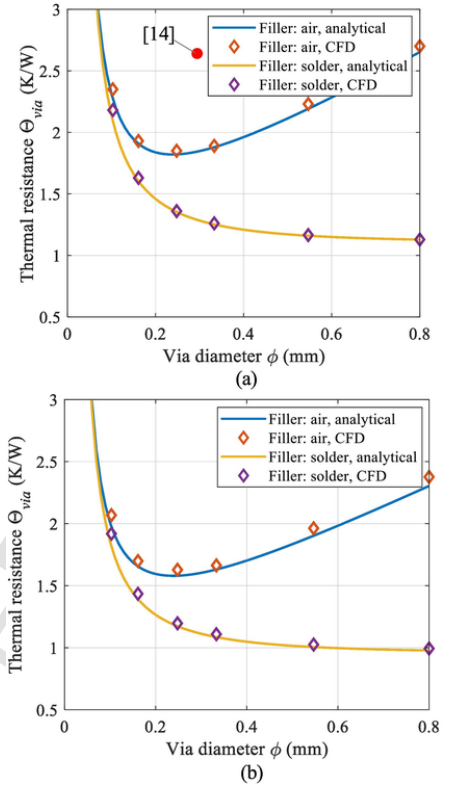 3
[14]
Filler: air, analytical
Filler: air, CFD
Filler: solder, analytical
Filler: solder, CFD
2.5
2
1.5
1
0.5
Thermal resistance Θvia (K/W)
0 0.2 0.4 0.6 0.8
Via diameter ϕ (mm)
(a)
3
Filler: air, analytical
Filler: air, CFD
Filler: solder, analytical
Filler: solder, CFD
2.5
2
1.5
1
0.5
Thermal resistance Θvia (K/W)
0 0.2 0.4 0.6 0.8
Via diameter ϕ (mm)
(b)